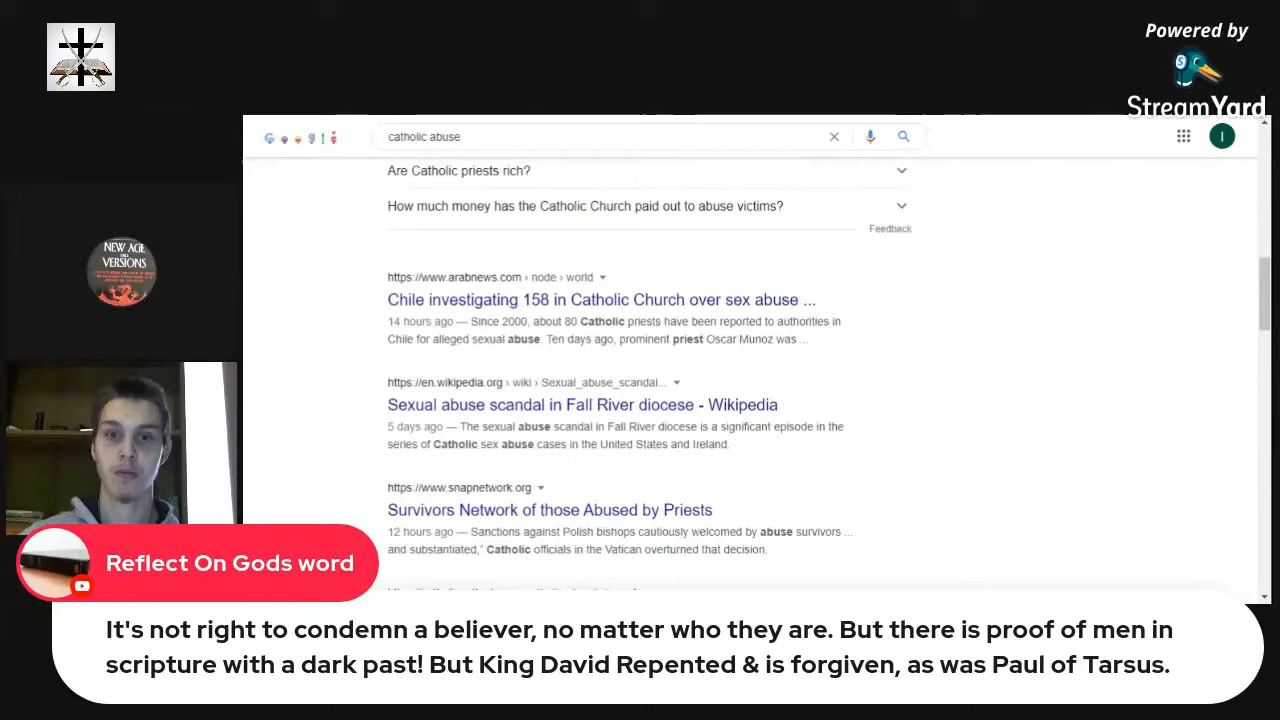 Powered by
StreamYard
Google
catholic abuse
I
Are Catholic priests rich?
How much money has the Catholic Church paid out to abuse victims?
Feedback
NEW AGE
VERSIONS
https://www.arabnews.com › node › world
Chile investigating 158 in Catholic Church over sex abuse ...
14 hours ago — Since 2000, about 80 Catholic priests have been reported to authorities in
Chile for alleged sexual abuse. Ten days ago, prominent priest Oscar Munoz was ...
https://en.wikipedia.org › wiki › Sexual_abuse_scandal...
Sexual abuse scandal in Fall River diocese - Wikipedia
5 days ago — The sexual abuse scandal in Fall River diocese is a significant episode in the
series of Catholic sex abuse cases in the United States and Ireland.
https://www.snapnetwork.org
Survivors Network of those Abused by Priests
12 hours ago — Sanctions against Polish bishops cautiously welcomed by abuse survivors ...
and substantiated,” Catholic officials in the Vatican overturned that decision.
Reflect On Gods word
It's not right to condemn a believer, no matter who they are. But there is proof of men in
scripture with a dark past! But King David Repented & is forgiven, as was Paul of Tarsus.